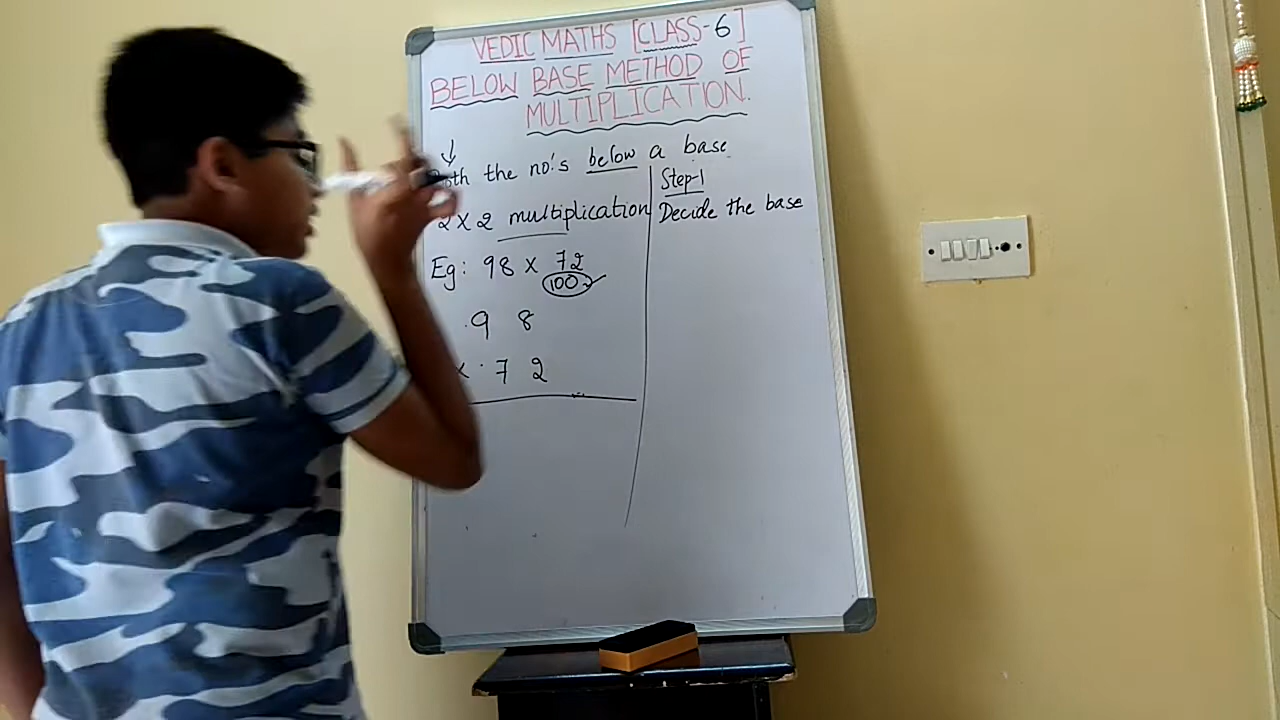 VEDIC MATHS [CLASS-6]
BELOW BASE METHOD OF
MULTIPLICATION.
↓
Both the no's below a base
2 x 2 multiplication
Eg: 98 x 72
100 ✓
9 8
x 7 2
Step-1
Decide the base